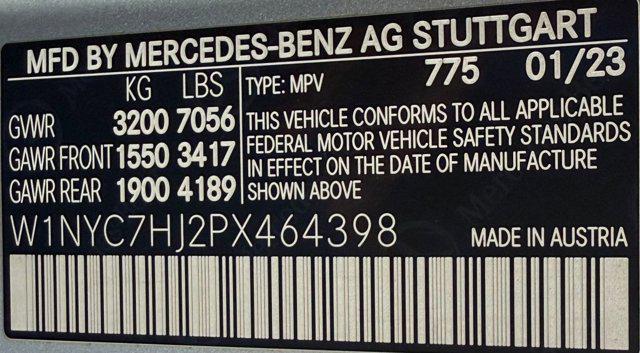 MFD BY MERCEDES-BENZ AG STUTTGART
KG LBS
GVWR 3200 7056
GAWR FRONT 1550 3417
GAWR REAR 1900 4189
TYPE: MPV 775 01/23
THIS VEHICLE CONFORMS TO ALL APPLICABLE
FEDERAL MOTOR VEHICLE SAFETY STANDARDS
IN EFFECT ON THE DATE OF MANUFACTURE
SHOWN ABOVE
W1NYC7HJ2PX464398 MADE IN AUSTRIA